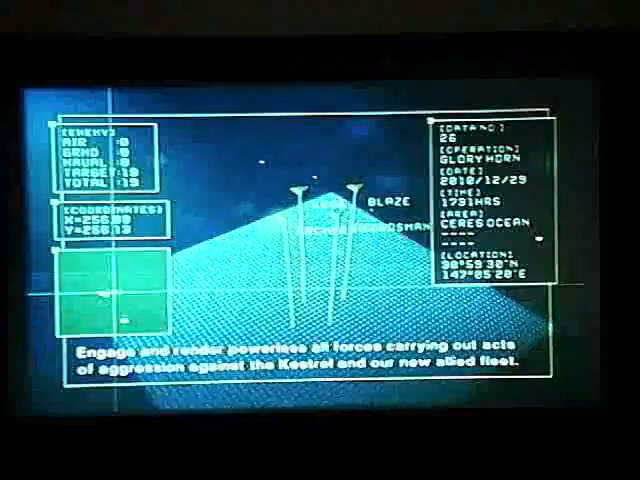 [ENEMY]
AIR -0
GRND -0
NAVAL -0
TARGET-19
TOTAL -19
[COORDINATES]
BLAZE
SWORDSMAN
[DATA NO.]
26
[OPERATION]
GLORY HORN
[DATE]
2010/12/29
[TIME]
1731HRS
[AREA]
CERES OCEAN
----
----
[LOCATION]
Engage and render powerless all forces carrying out acts
of aggression against the Kestrel and our new allied fleet.